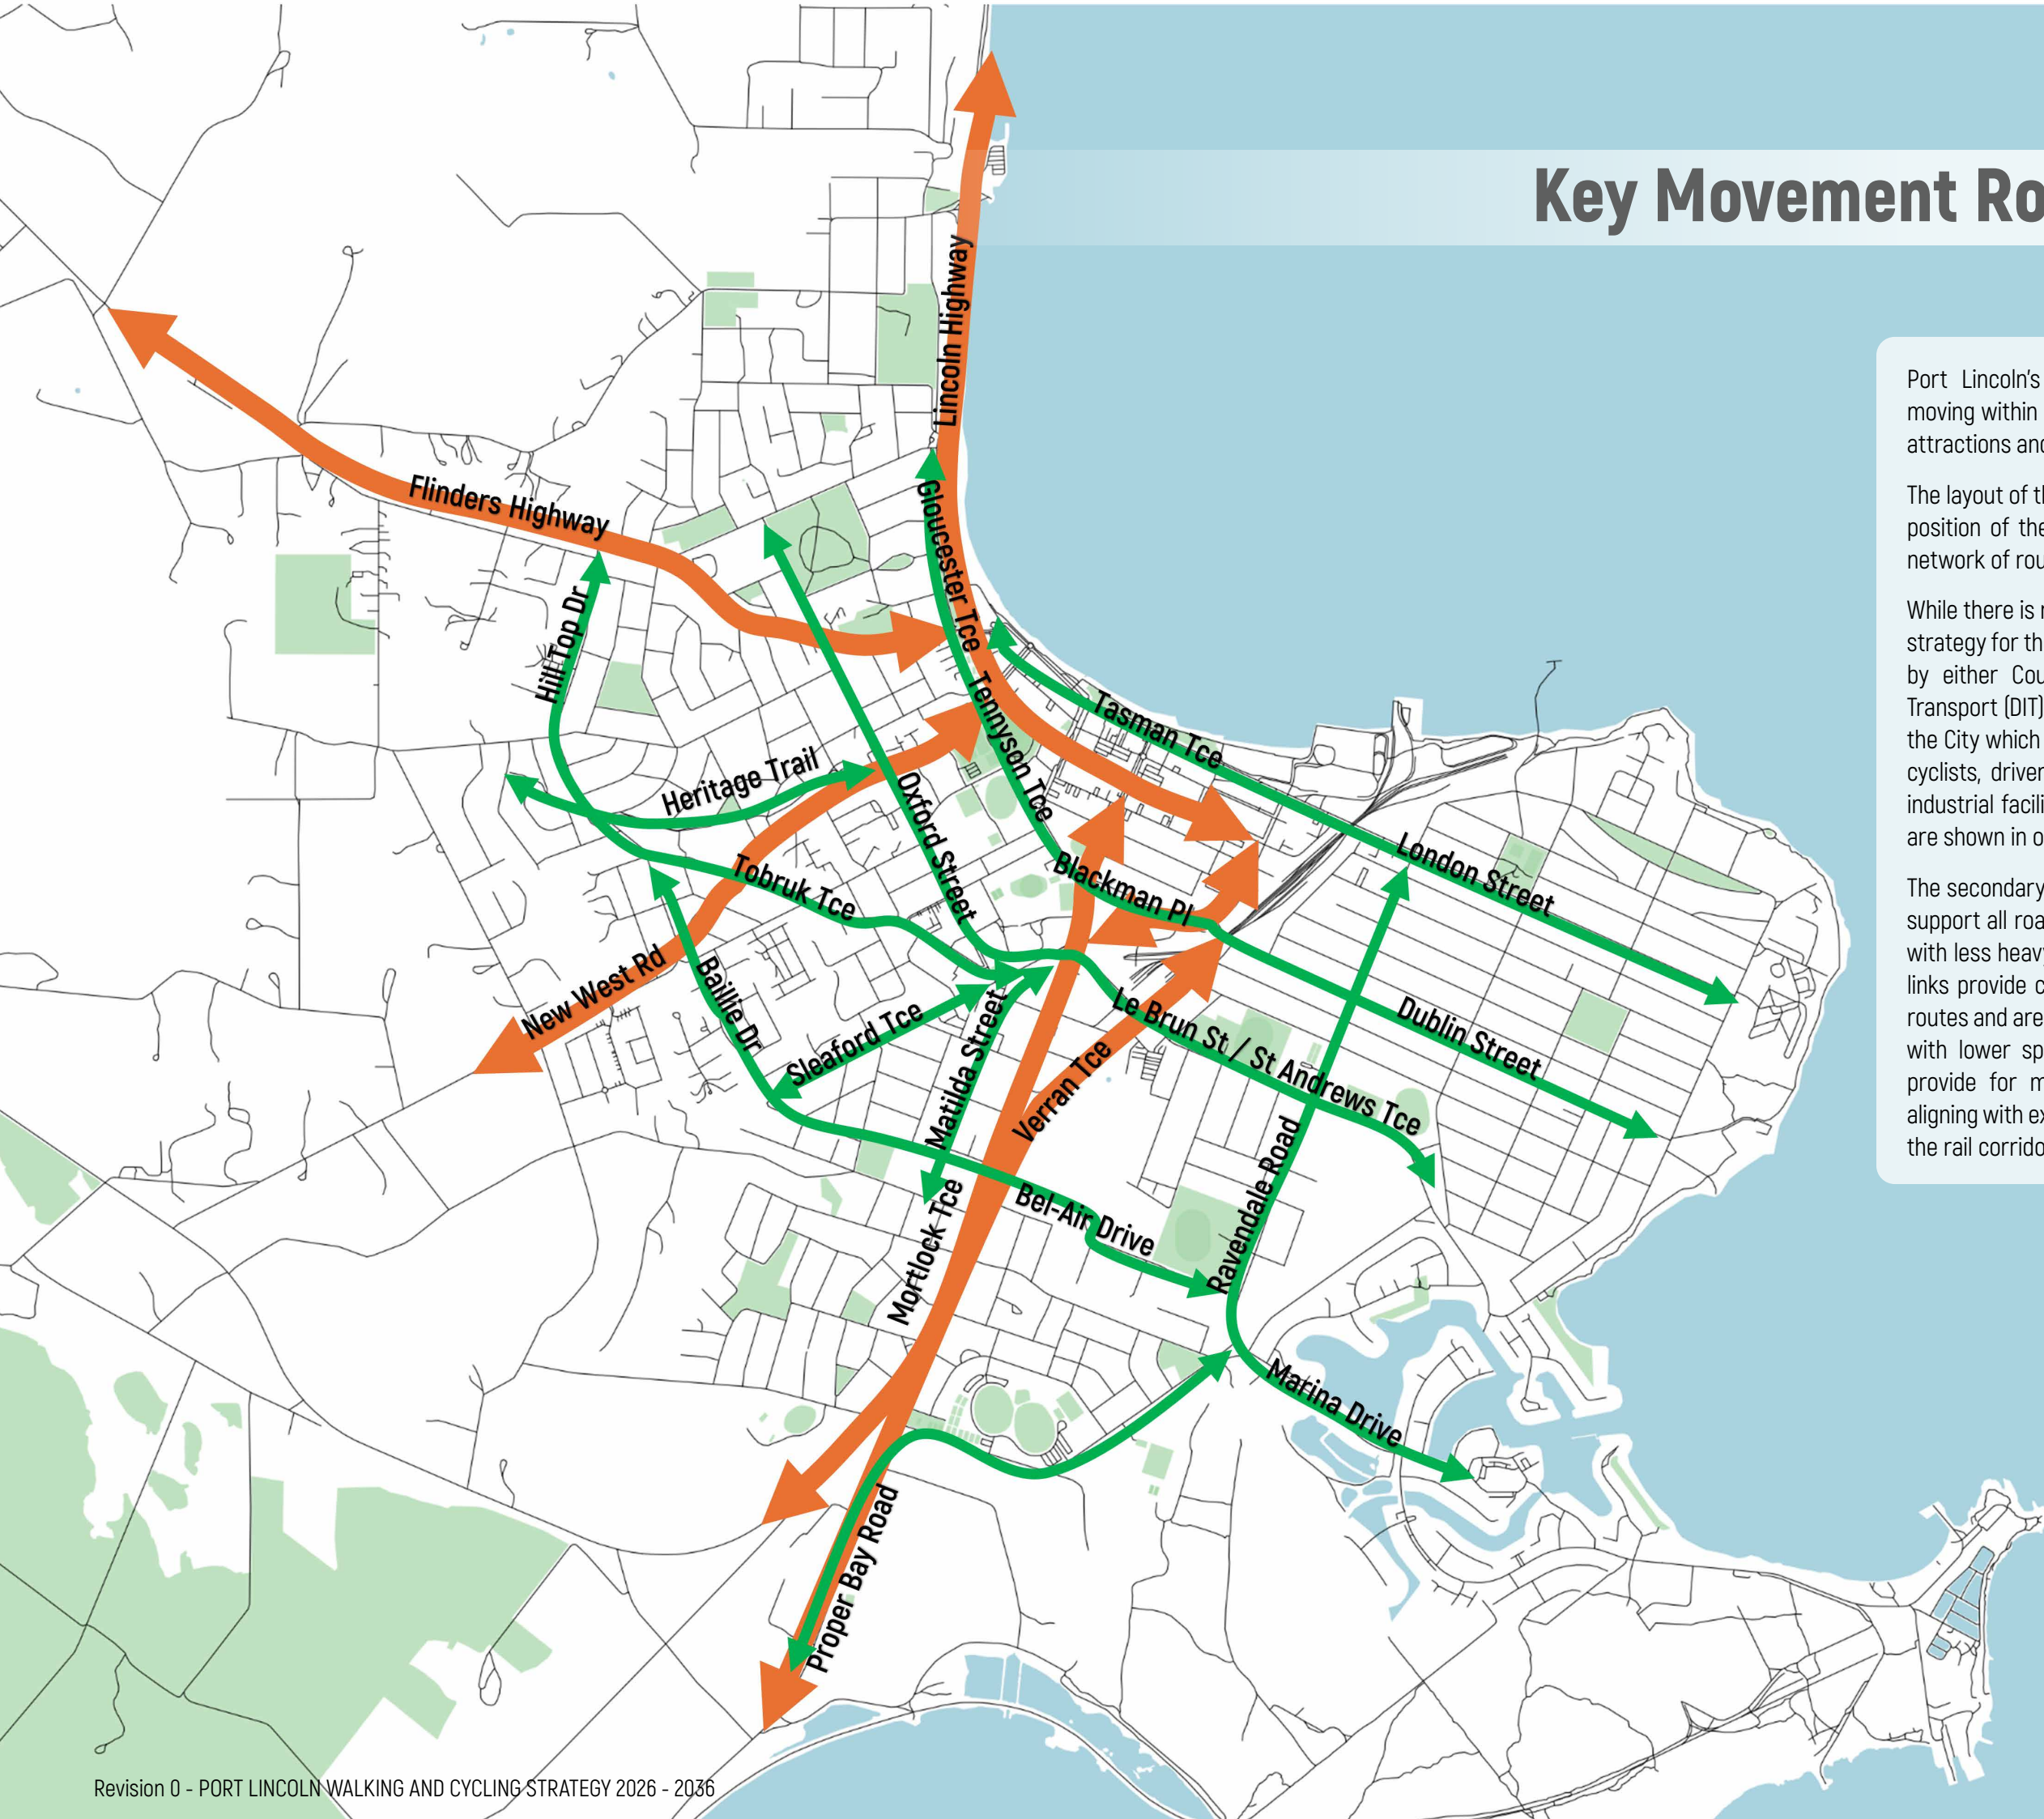 Key Movement Ro
Lincoln Highway
Port Lincoln's
moving within
attractions and
Flinders Highway
Gloucester Tce
The layout of th
position of the
network of rou
Hill Top Dr
While there is r
strategy for th
by either Cou
Transport (DIT)
the City which
cyclists, driver
industrial facili
are shown in o
Tennyson Tce
Tasman Tce
Heritage Trail
Oxford Street
London Street
Tobruk Tce
Blackman Pl
The secondary
support all roa
with less heav
links provide c
routes and are
with lower sp
provide for m
aligning with ex
the rail corrido
New West Rd
Baillie Dr
Sleaford Tce
Matilda Street
Le Brun St / St Andrews Tce
Dublin Street
Verran Tce
Mortlock Tce
Bel-Air Drive
Ravendale Road
Marina Drive
Proper Bay Road
Revision 0 - PORT LINCOLN WALKING AND CYCLING STRATEGY 2026 - 2036